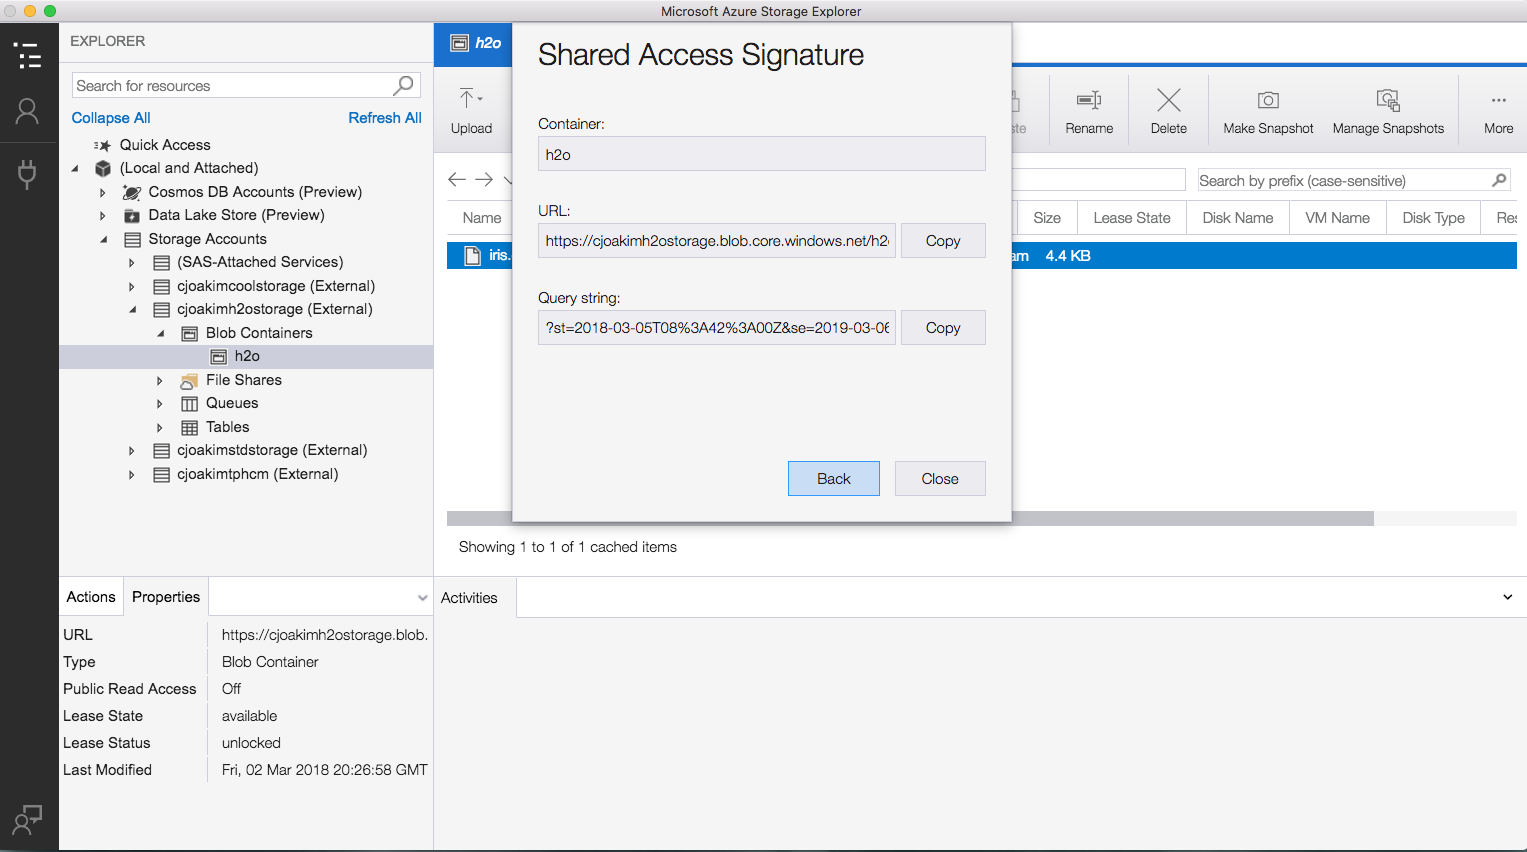 Microsoft Azure Storage Explorer
EXPLORER
Search for resources
Collapse All
Refresh All
Quick Access
(Local and Attached)
Cosmos DB Accounts (Preview)
Data Lake Store (Preview)
Storage Accounts
(SAS-Attached Services)
cjoakimcoolstorage (External)
cjoakimh2ostorage (External)
Blob Containers
h2o
File Shares
Queues
Tables
cjoakimstdstorage (External)
cjoakimtphcm (External)
Actions
Properties
URL
https://cjoakimh2ostorage.blob.
Type
Blob Container
Public Read Access
Off
Lease State
available
Lease Status
unlocked
Last Modified
Fri, 02 Mar 2018 20:26:58 GMT
h2o
Upload
Rename
Delete
Make Snapshot
Manage Snapshots
More
Search by prefix (case-sensitive)
Name
Size
Lease State
Disk Name
VM Name
Disk Type
Res
iris.
am
4.4 KB
Showing 1 to 1 of 1 cached items
Activities
Shared Access Signature
Container:
h2o
URL:
https://cjoakimh2ostorage.blob.core.windows.net/h2
Copy
Query string:
?st=2018-03-05T08%3A42%3A00Z&se=2019-03-06
Copy
Back
Close